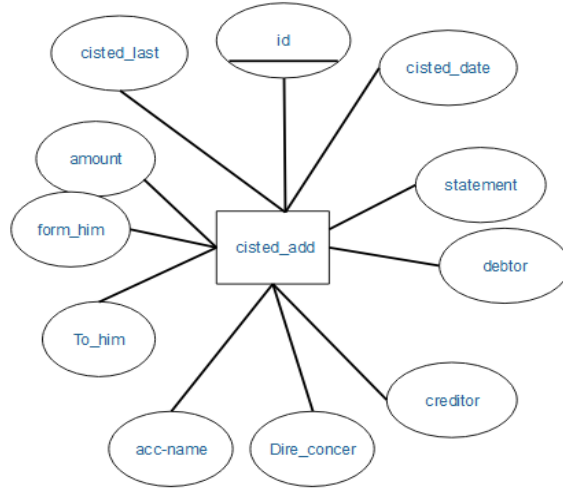 id
cisted_last
cisted_date
amount
statement
form_him
cisted_add
debtor
To_him
creditor
acc-name
Dire_concer